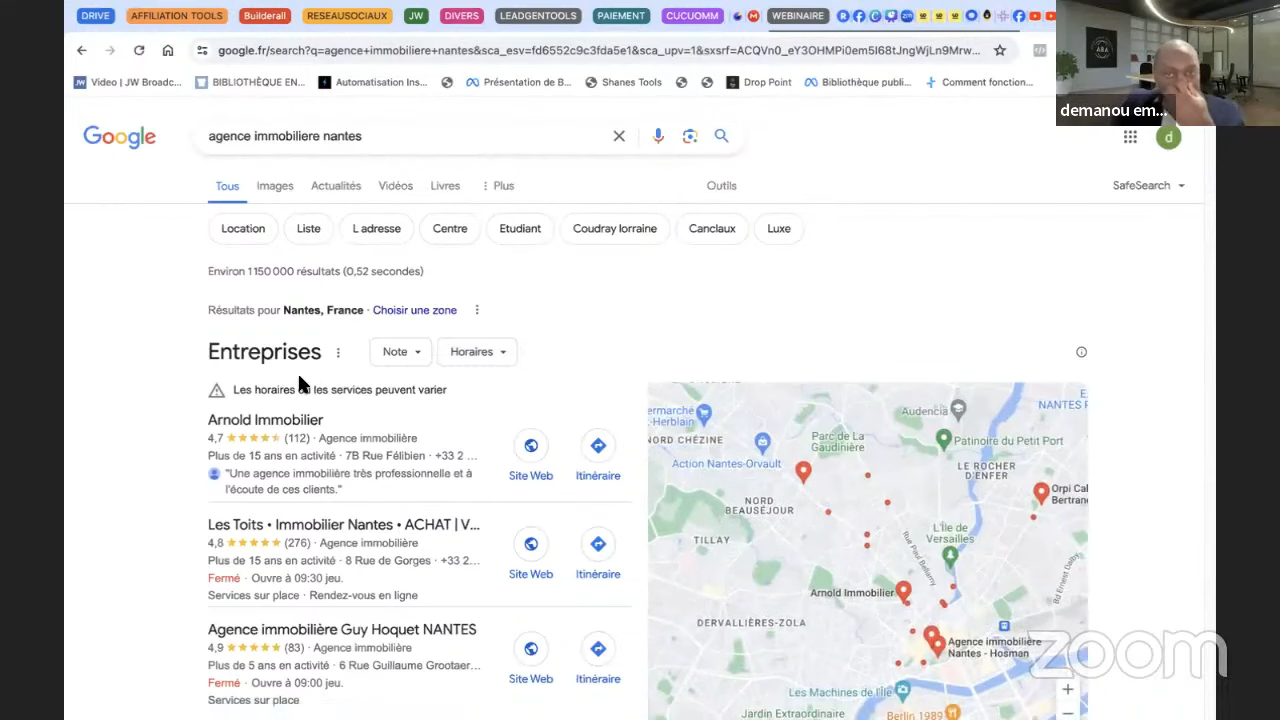 DRIVE AFFILIATION TOOLS Builderall RESEAUSOCIAUX JW DIVERS LEADGENTOOLS PAIEMENT CUCUOMM WEBINAIRE
google.fr/search?q=agence+immobiliere+nantes&sca_esv=fd6552c9c3fda5e1&sca_upv=1&sxsrf=ACQVn0_eY3OHMPi0em5I68tJngWjLn9Mrw...
Video | JW Broadc... BIBLIOTHÈQUE EN... Automatisation Ins... Présentation de B... Shanes Tools Drop Point Bibliothèque publi... Comment fonction...
ABA
demanou em...
Google
agence immobiliere nantes
d
Tous Images Actualités Vidéos Livres Plus Outils SafeSearch
Location Liste L adresse Centre Etudiant Coudray lorraine Canclaux Luxe
Environ 1 150 000 résultats (0,52 secondes)
Résultats pour Nantes, France · Choisir une zone
Entreprises Note Horaires
Les horaires les services peuvent varier
Arnold Immobilier
4,7 (112) · Agence immobilière
Plus de 15 ans en activité · 7B Rue Félibien · +33 2 ...
"Une agence immobilière très professionnelle et à
l'écoute de ces clients."
Site Web Itinéraire
Les Toits • Immobilier Nantes • ACHAT | V...
4,8 (276) · Agence immobilière
Plus de 15 ans en activité · 8 Rue de Gorges · +33 2...
Fermé · Ouvre à 09:30 jeu.
Services sur place · Rendez-vous en ligne
Site Web Itinéraire
Agence immobilière Guy Hoquet NANTES
4,9 (83) · Agence immobilière
Plus de 5 ans en activité · 6 Rue Guillaume Grootaer...
Fermé · Ouvre à 09:00 jeu.
Services sur place
Site Web Itinéraire
ermarché
t-Herblain
NORD CHÉZINE
Action Nantes-Orvault
Parc de La
Gaudinière
Audencia
NANTES
Patinoire du Petit Port
LE ROCHER
D'ENFER
Orpi Cal
Bertran
NORD
BEAUSÉJOUR
TILLAY
L'Île de
Versailles
Rue Paul Bellamy
Bd Ernest Dalby
Arnold Immobilier
DERVALLIÈRES-ZOLA
Agence immobilière
Nantes - Hosman
Les Machines de l'île
Jardin Extraordinaire
Berlin 1989
+
−
zoom